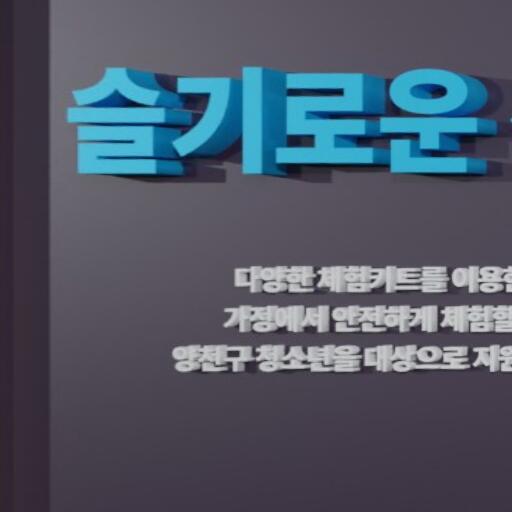 슬기로운
다양한 체험키트를 이용한
가정에서 안전하게 체험할
양천구 청소년을 대상으로 지원